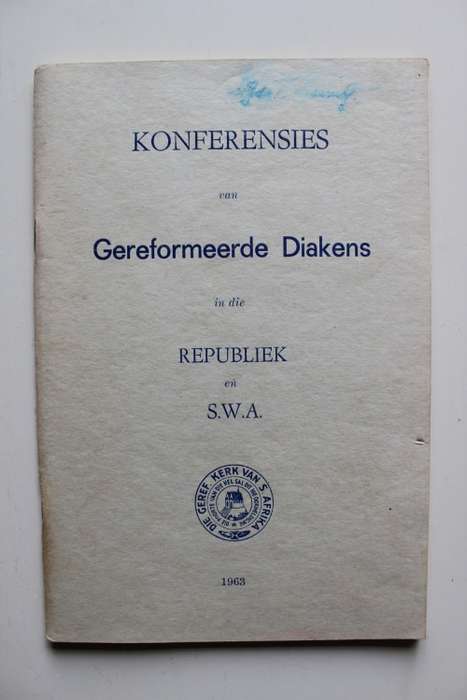 KONFERENSIES
van
Gereformeerde Diakens
in die
REPUBLIEK
en
S.W.A.
DIE GEREF. KERK VAN S. AFRIKA
1963